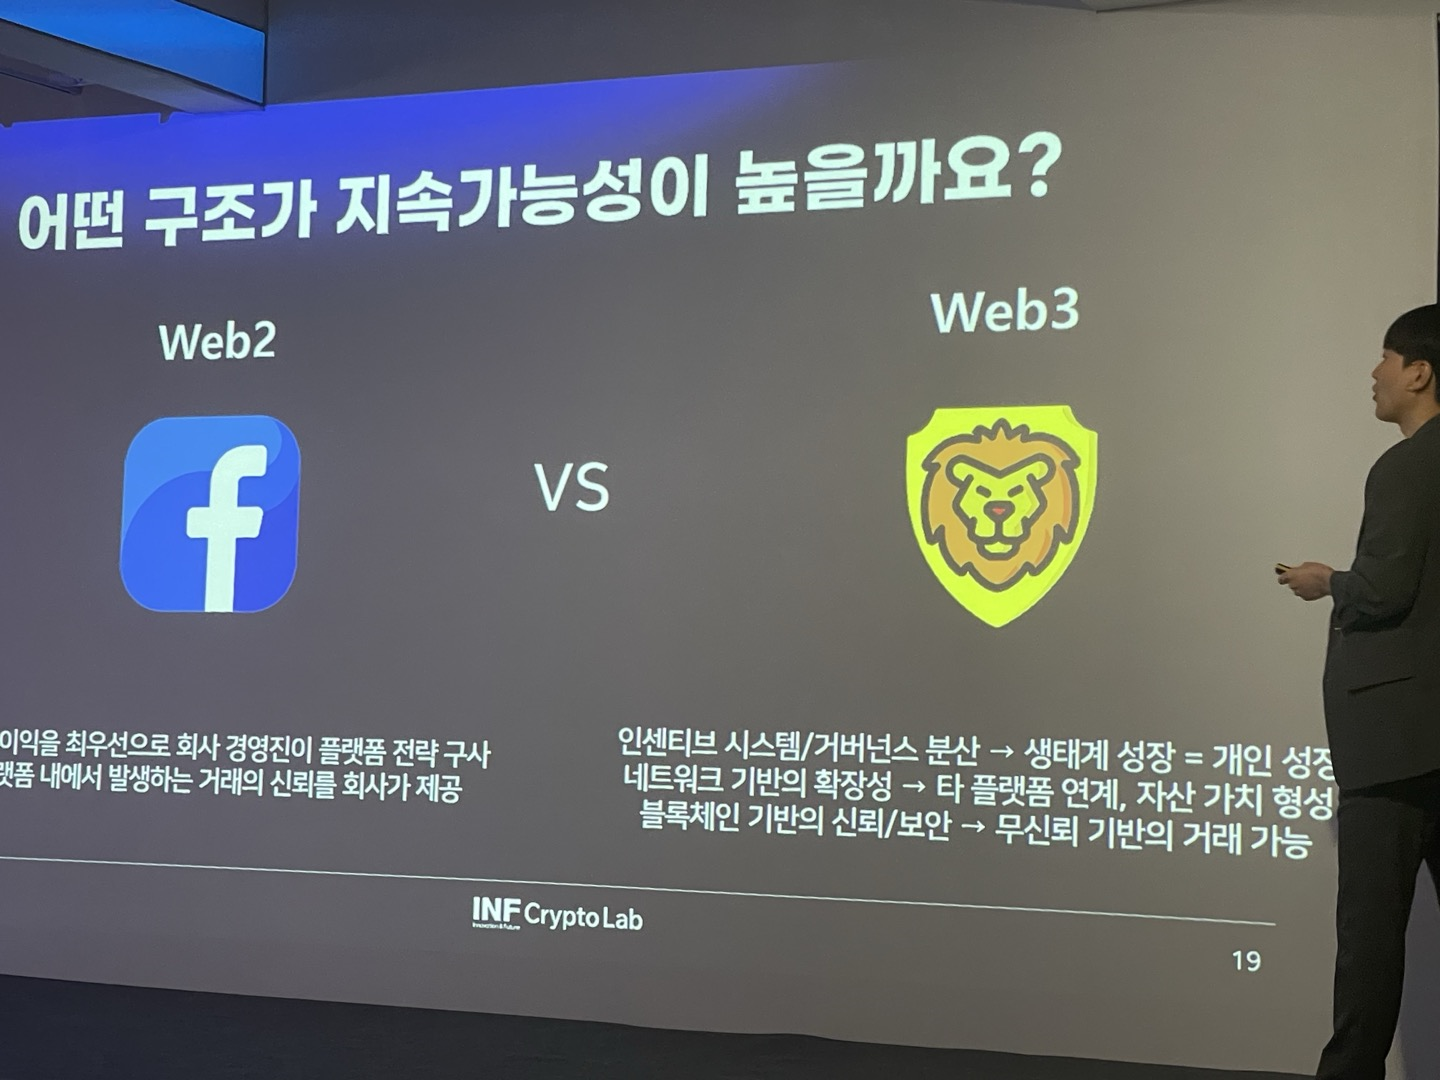 어떤 구조가 지속가능성이 높을까요?
Web2
Web3
VS
이익을 최우선으로 회사 경영진이 플랫폼 전략 구사
랫폼 내에서 발생하는 거래의 신뢰를 회사가 제공
인센티브 시스템/거버넌스 분산 → 생태계 성장 = 개인 성장
네트워크 기반의 확장성 → 타 플랫폼 연계, 자산 가치 형성
블록체인 기반의 신뢰/보안 → 무신뢰 기반의 거래 가능
INF Crypto Lab
Innovation & Future
19